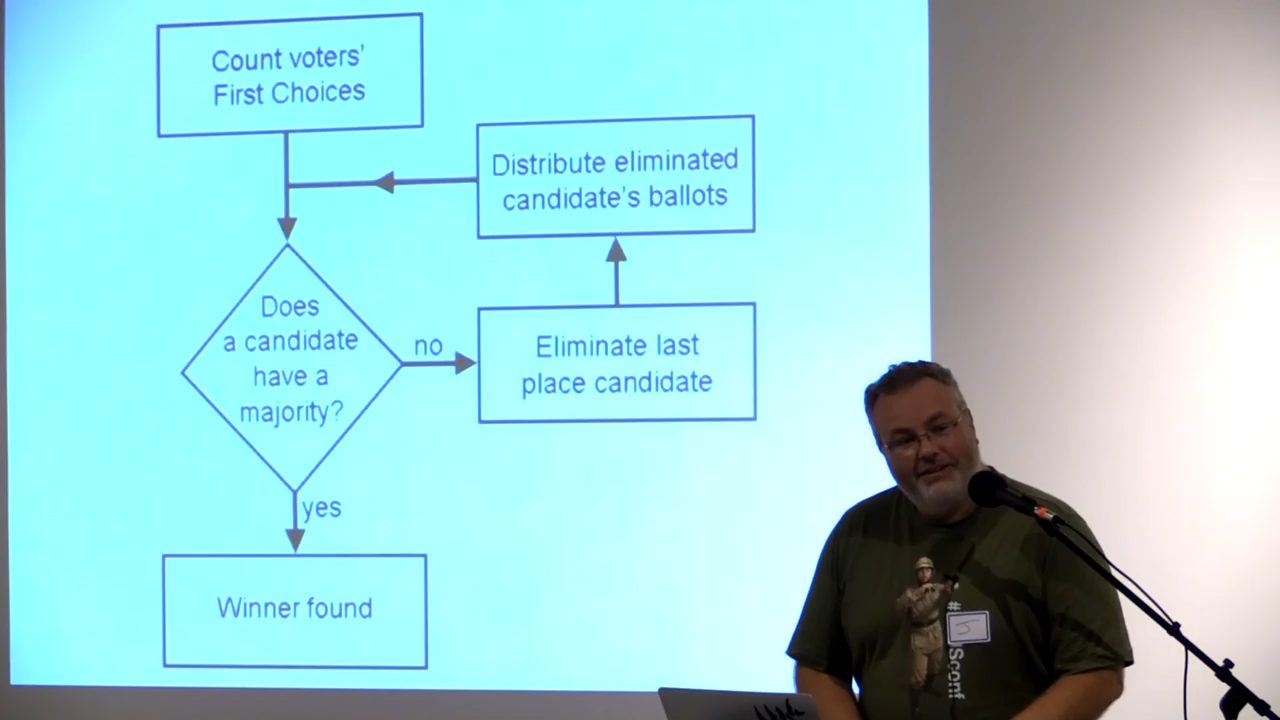 Count voters'
First Choices
Distribute eliminated
candidate's ballots
Does
a candidate
have a
majority?
no
Eliminate last
place candidate
yes
Winner found